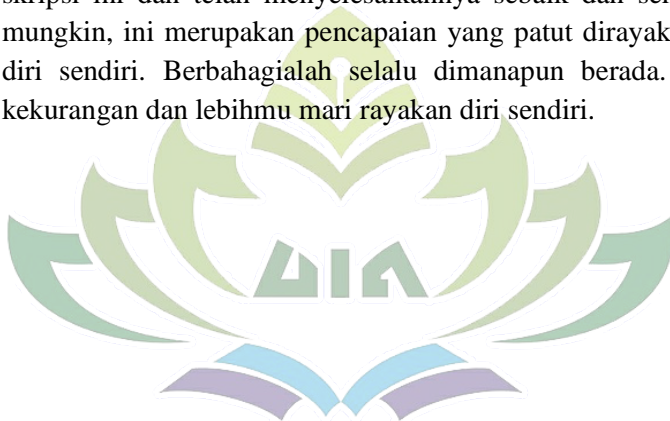 mungkin, ini merupakan pencapaian yang patut dirayak
diri sendiri. Berbahagialah selalu dimanapun berada.
kekurangan dan lebihmu mari rayakan diri sendiri.
UIN